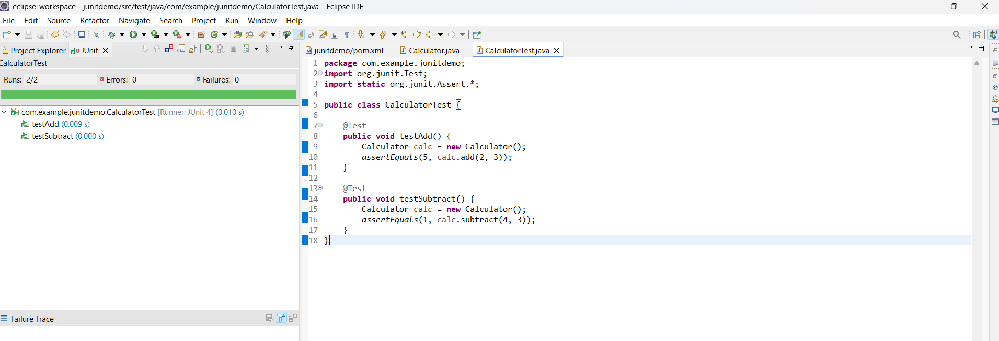 eclipse-workspace - junitdemo/src/test/java/com/example/junitdemo/CalculatorTest.java - Eclipse IDE
File Edit Source Refactor Navigate Search Project Run Window Help
Project Explorer JUnit
CalculatorTest
Runs: 2/2 Errors: 0 Failures: 0
com.example.junitdemo.CalculatorTest [Runner: JUnit 4] (0.010 s)
testAdd (0.009 s)
testSubtract (0.000 s)
Failure Trace
junitdemo/pom.xml Calculator.java CalculatorTest.java
1 package com.example.junitdemo;
2 import org.junit.Test;
3 import static org.junit.Assert.*;
4
5 public class CalculatorTest {
6
7 @Test
8 public void testAdd() {
9 Calculator calc = new Calculator();
10 assertEquals(5, calc.add(2, 3));
11 }
12
13 @Test
14 public void testSubtract() {
15 Calculator calc = new Calculator();
16 assertEquals(1, calc.subtract(4, 3));
17 }
18 }